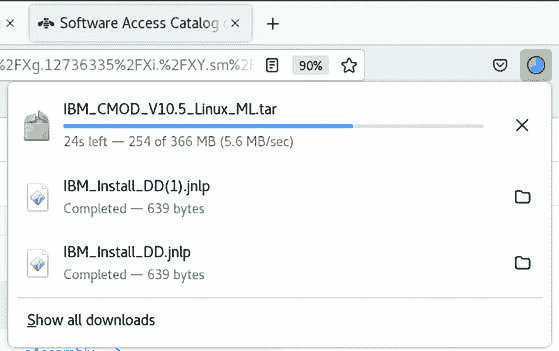 Software Access Catalog
%2FXg.12736335%2FXi.%2FXY.sm%2F
90%
IBM_CMOD_V10.5_Linux_ML.tar
24s left — 254 of 366 MB (5.6 MB/sec)
IBM_Install_DD(1).jnlp
Completed — 639 bytes
IBM_Install_DD.jnlp
Completed — 639 bytes
Show all downloads